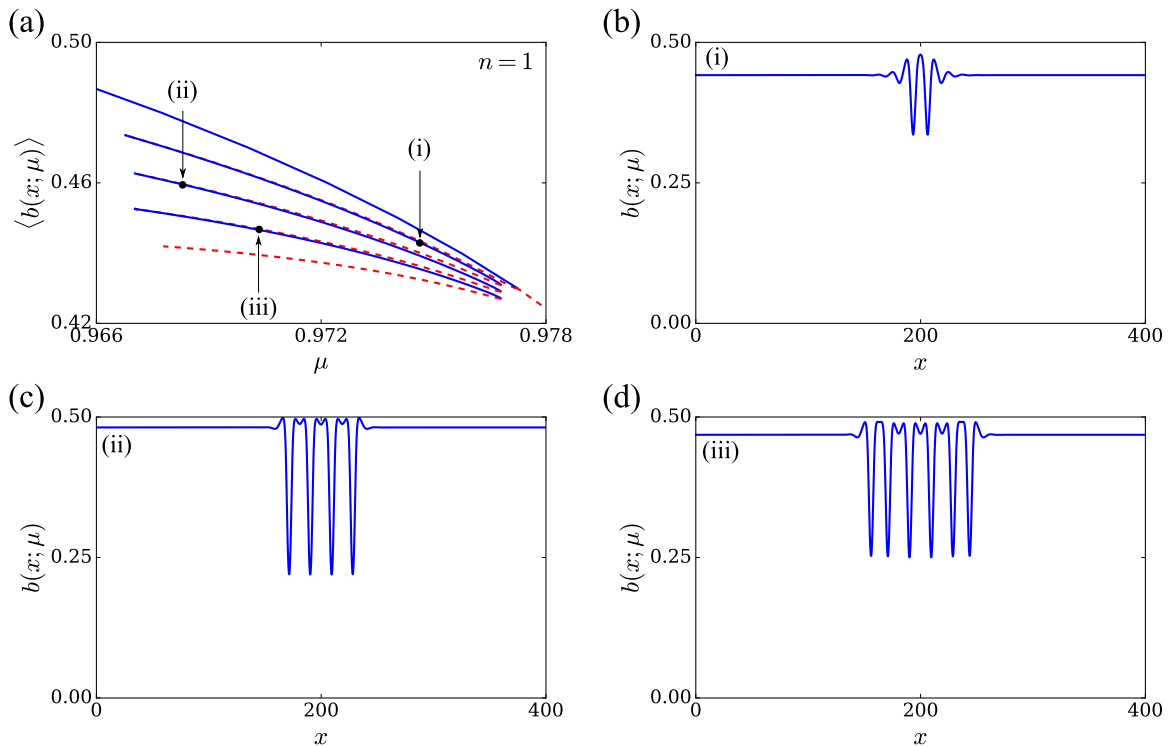 (a)
0.50
n = 1
(ii)
(i)
⟨b(x; μ)⟩
0.46
(iii)
0.42
0.966
0.972
0.978
μ
(b)
0.50
(i)
b(x; μ)
0.25
0.00
0
200
400
x
(c)
0.50
(ii)
b(x; μ)
0.25
0.00
0
200
400
x
(d)
0.50
(iii)
b(x; μ)
0.25
0.00
0
200
400
x